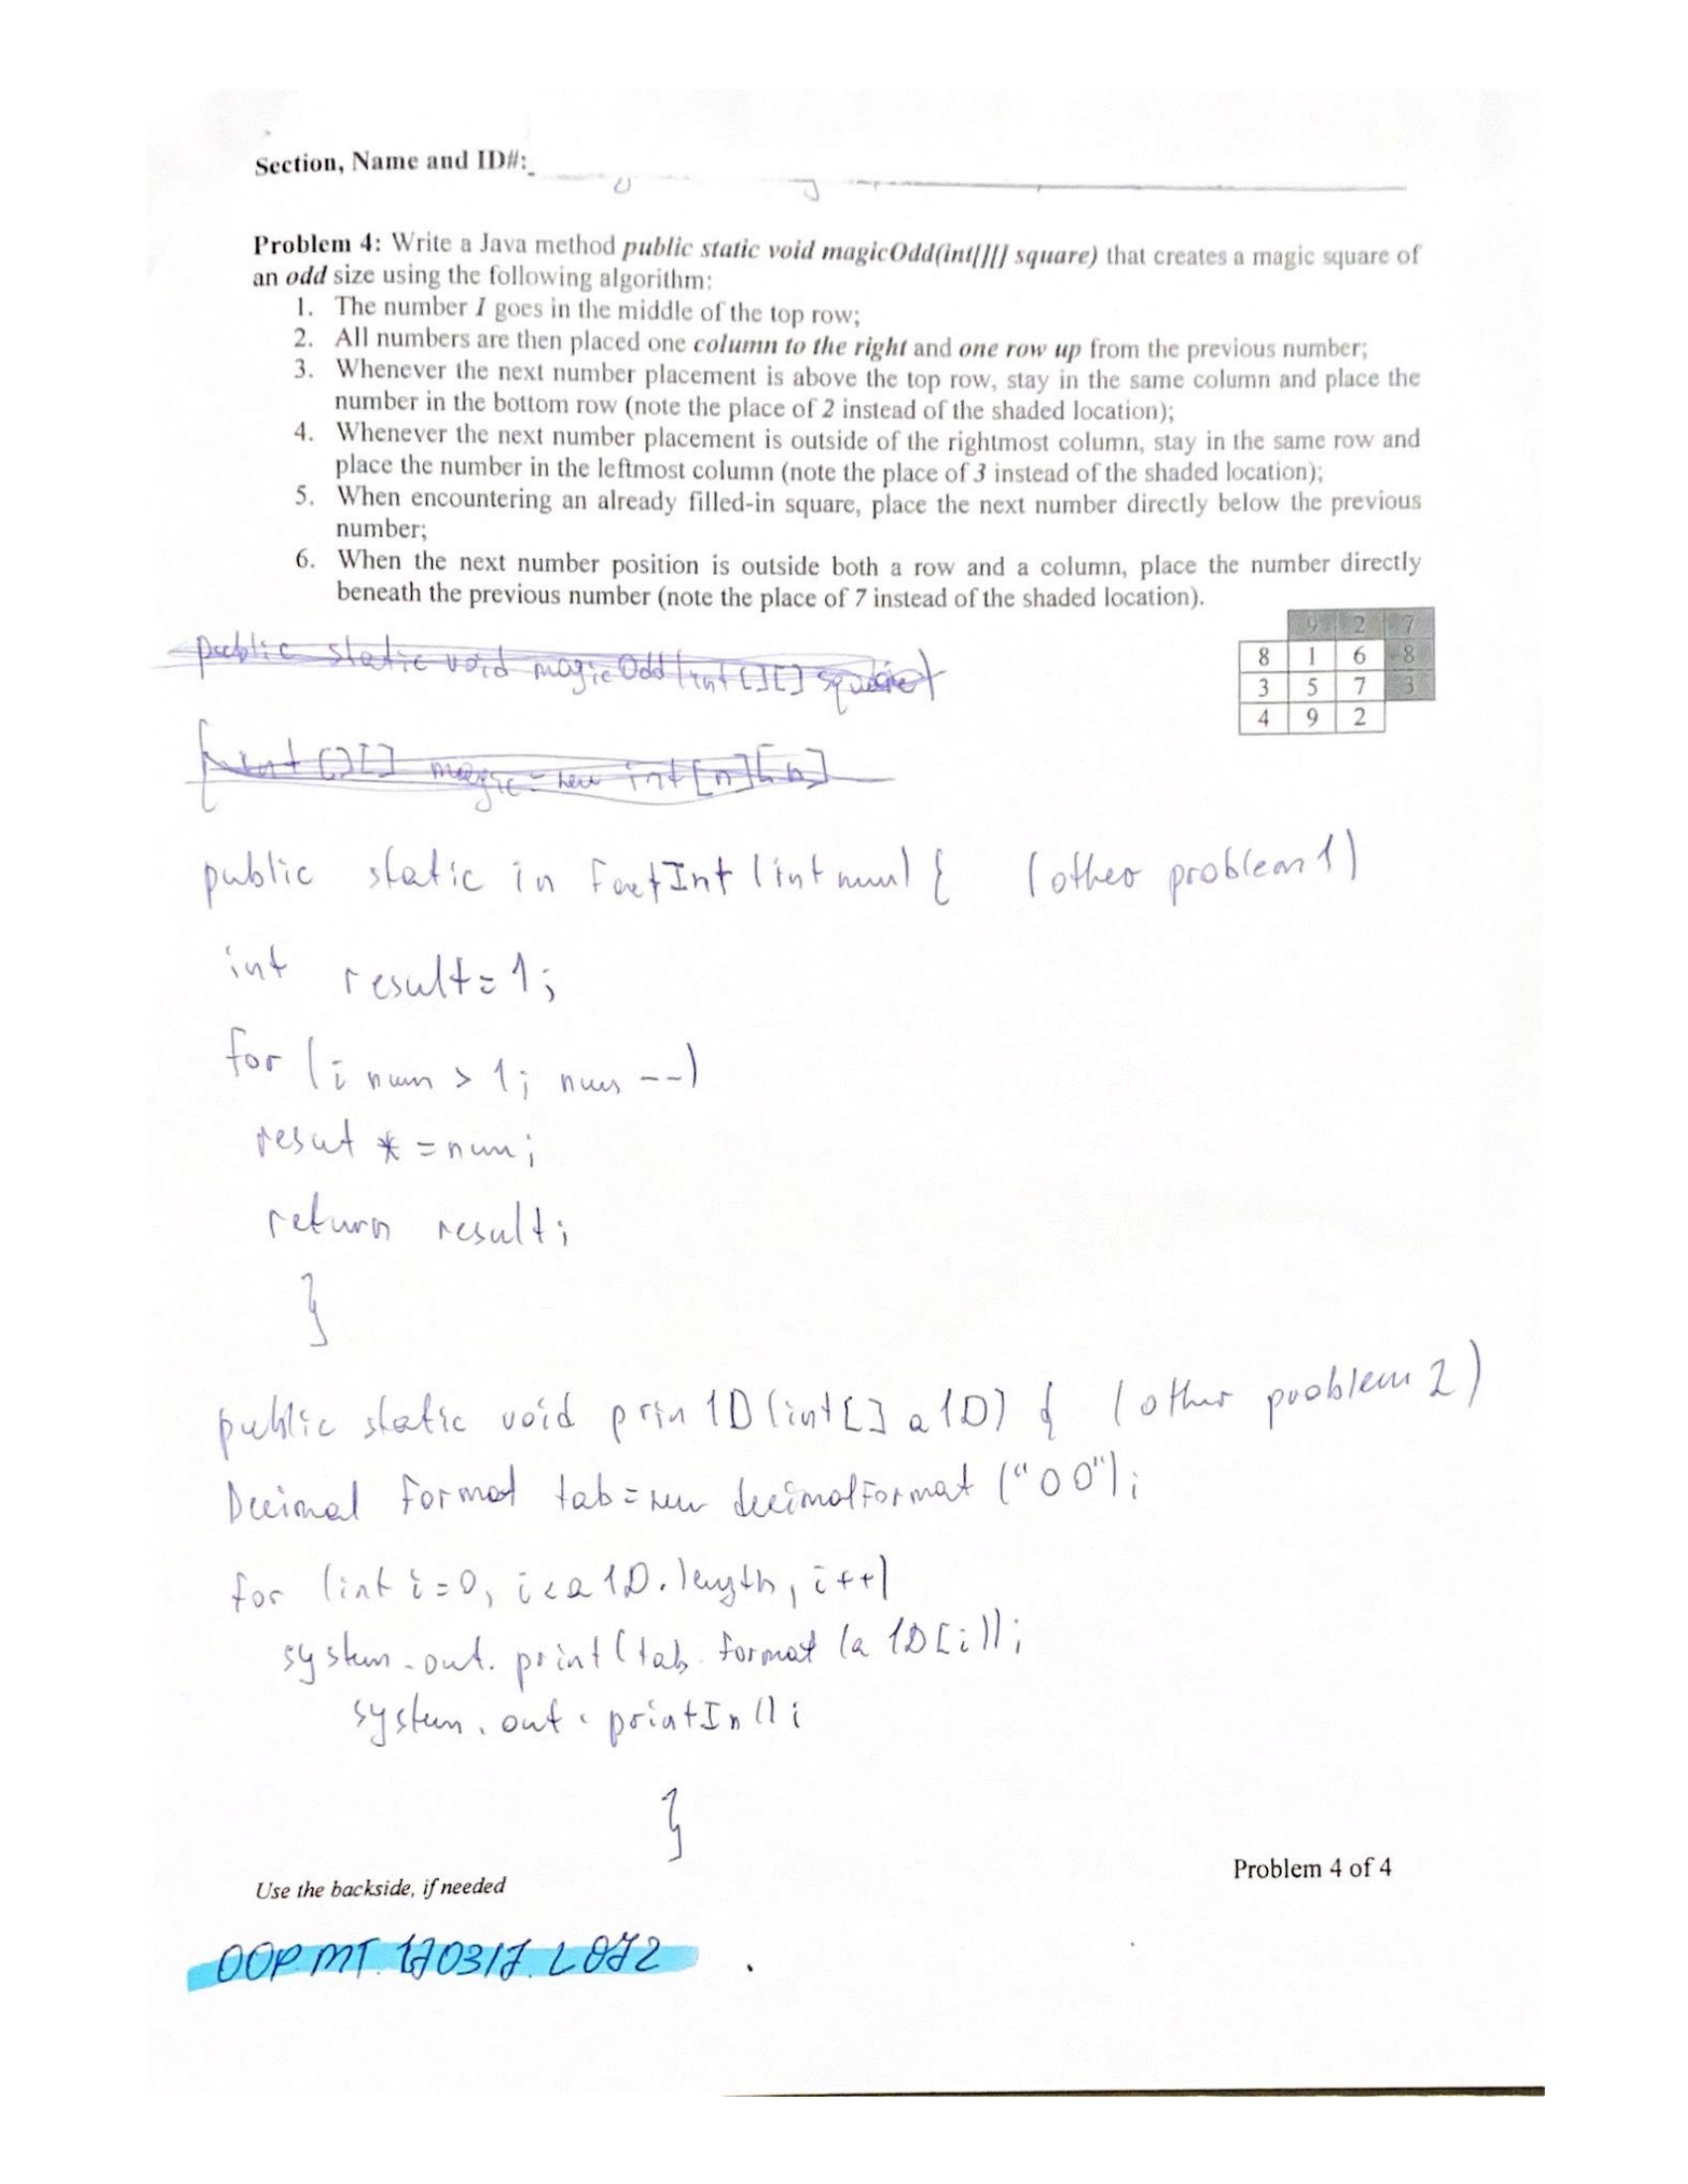 Section, Name and ID#:
Problem 4: Write a Java method public static void magicOdd(int[][] square) that creates a magic square of
an odd size using the following algorithm:
1. The number 1 goes in the middle of the top row;
2. All numbers are then placed one column to the right and one row up from the previous number;
3. Whenever the next number placement is above the top row, stay in the same column and place the
number in the bottom row (note the place of 2 instead of the shaded location);
4. Whenever the next number placement is outside of the rightmost column, stay in the same row and
place the number in the leftmost column (note the place of 3 instead of the shaded location);
5. When encountering an already filled-in square, place the next number directly below the previous
number;
6. When the next number position is outside both a row and a column, place the number directly
beneath the previous number (note the place of 7 instead of the shaded location).
9 2 7
8 1 6 8
3 5 7 3
4 9 2
public static void magicOdd(int[][] square)
{ int [][] magic = new int[n][n]
public static in FactInt (int num) { (other problem 1)
int result = 1;
for (; num > 1; num --)
resut *= num;
return result;
}
public static void prin 1D (int[] a1D) { (other problem 2)
Decimal Format tab = new decimalFormat ("00");
for (int i=0, i<a1D.length, i++)
system.out.print(tab.format(a1D[i]);
system.out.printIn();
}
Use the backside, if needed
Problem 4 of 4
OOP.MT.170317.L072